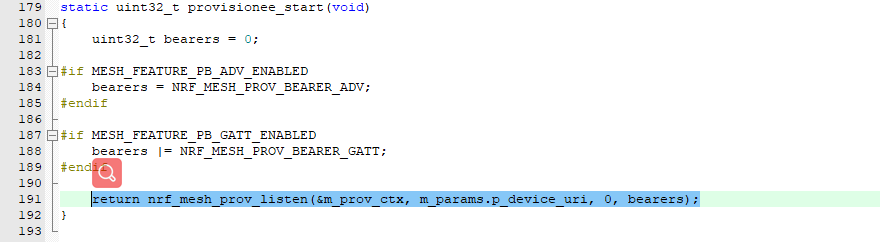 179 static uint32_t provisionee_start(void)
180 {
181     uint32_t bearers = 0;
182
183 #if MESH_FEATURE_PB_ADV_ENABLED
184     bearers = NRF_MESH_PROV_BEARER_ADV;
185 #endif
186
187 #if MESH_FEATURE_PB_GATT_ENABLED
188     bearers |= NRF_MESH_PROV_BEARER_GATT;
189 #endif
190
191     return nrf_mesh_prov_listen(&m_prov_ctx, m_params.p_device_uri, 0, bearers);
192 }
193